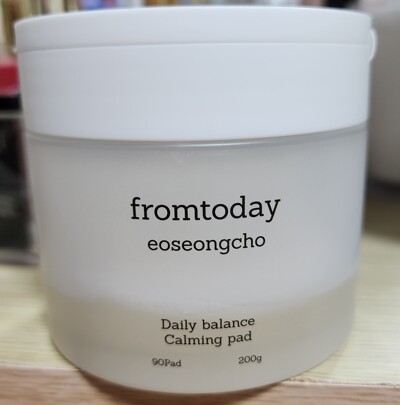 fromtoday
eoseongcho
Daily balance
Calming pad
90Pad 200g